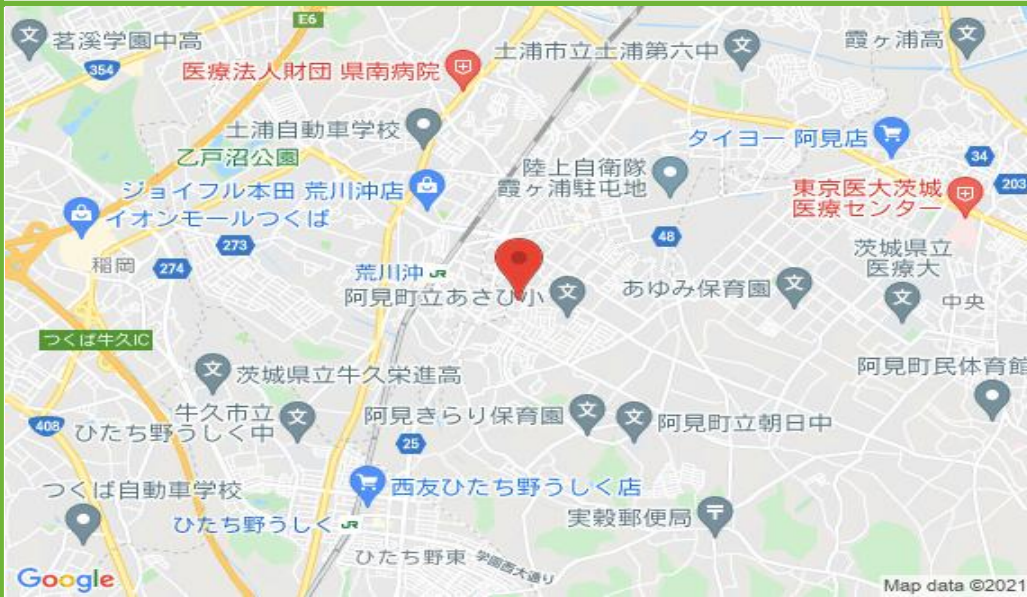 E6
茗溪学園中高
354
医療法人財団 県南病院
土浦市立土浦第六中
霞ヶ浦高
土浦自動車学校
タイヨー 阿見店
乙戸沼公園
34
陸上自衛隊
霞ヶ浦駐屯地
ジョイフル本田 荒川沖店
東京医大茨城
医療センター
203
イオンモールつくば
273
48
稲岡
274
荒川沖 JR
茨城県立
医療大
阿見町立あさひ小
あゆみ保育園
中央
つくば牛久IC
茨城県立牛久栄進高
阿見町民体育館
牛久市立
ひたち野うしく中
408
阿見きらり保育園
阿見町立朝日中
25
つくば自動車学校
西友ひたち野うしく店
ひたち野うしく JR
実穀郵便局
ひたち野東
学園西大通り
Google
Map data ©2021